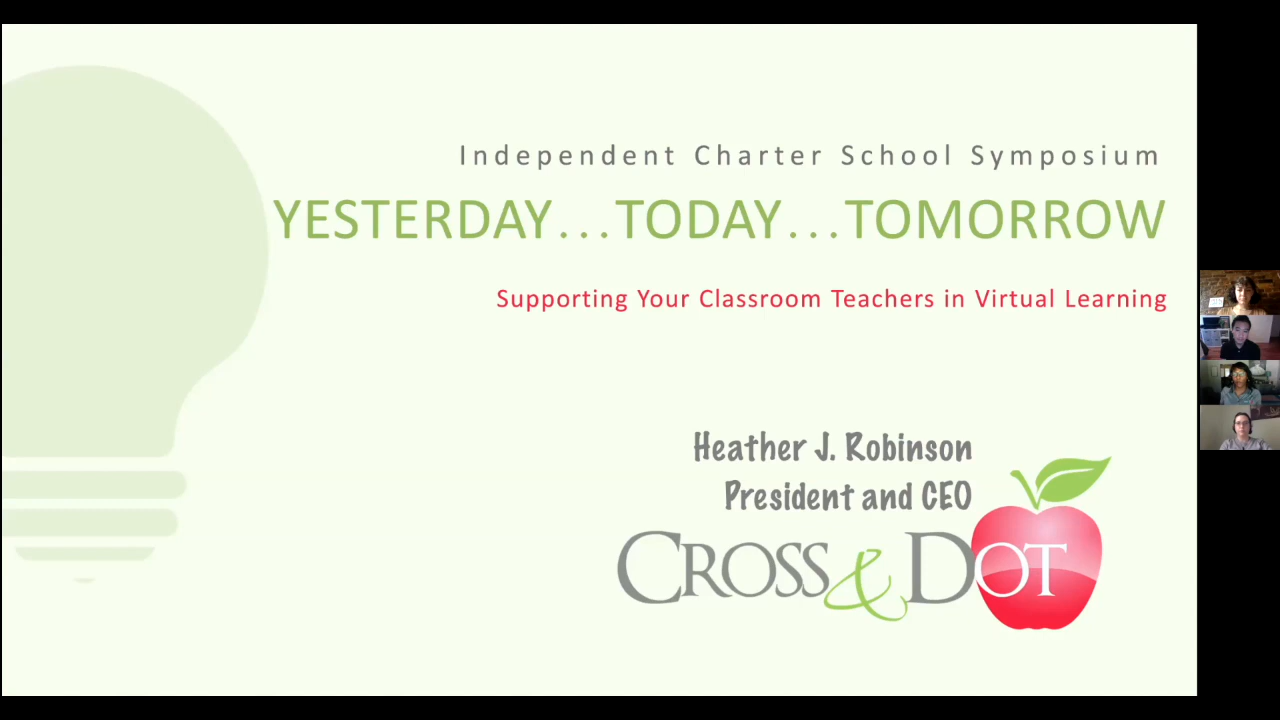 Independent Charter School Symposium
YESTERDAY...TODAY...TOMORROW
Supporting Your Classroom Teachers in Virtual Learning
Heather J. Robinson
President and CEO
CROSS & DOT